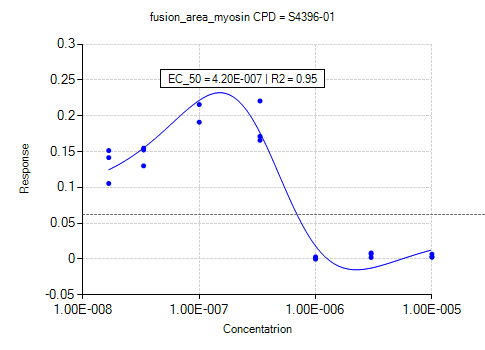 fusion_area_myosin CPD = S4396-01
0.3
EC_50 = 4.20E-007 | R2 = 0.95
0.25
0.2
0.15
0.1
0.05
0
-0.05
Response
1.00E-008 1.00E-007 1.00E-006 1.00E-005
Concentatrion